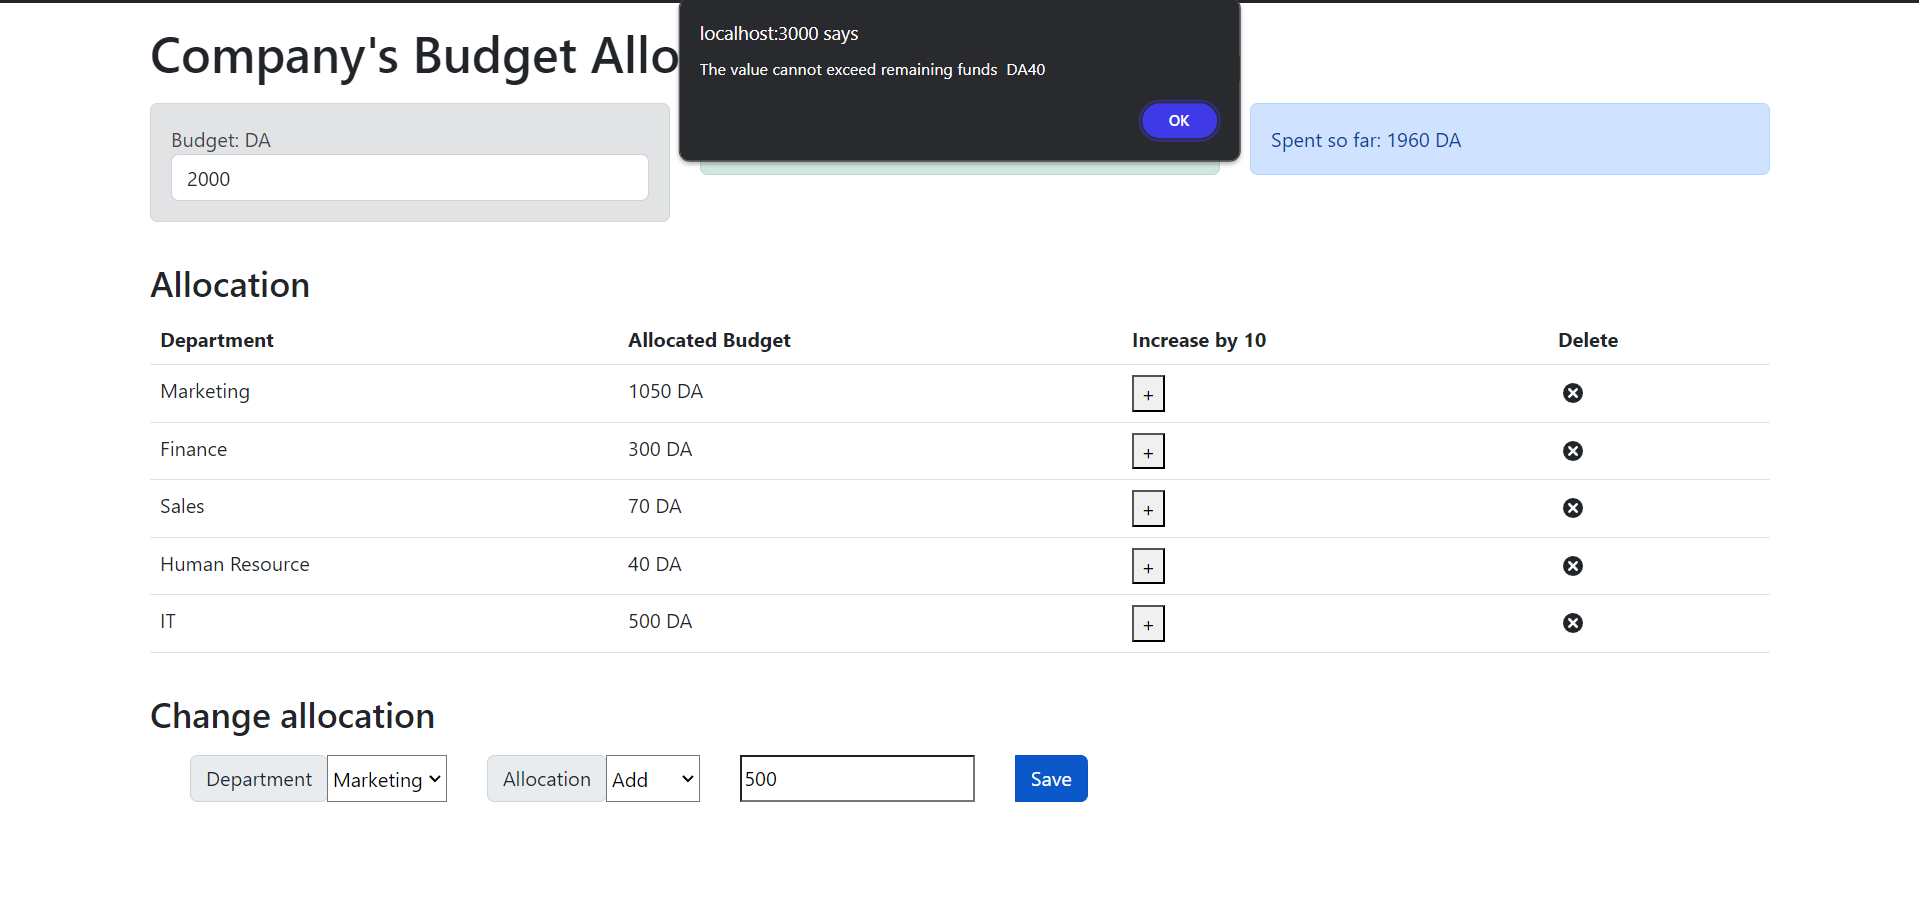 localhost:3000 says
The value cannot exceed remaining funds DA40
OK
Company's Budget Allo
Budget: DA
2000
Spent so far: 1960 DA
Allocation
Department Allocated Budget Increase by 10 Delete
Marketing 1050 DA +
Finance 300 DA +
Sales 70 DA +
Human Resource 40 DA +
IT 500 DA +
Change allocation
Department Marketing Allocation Add 500 Save